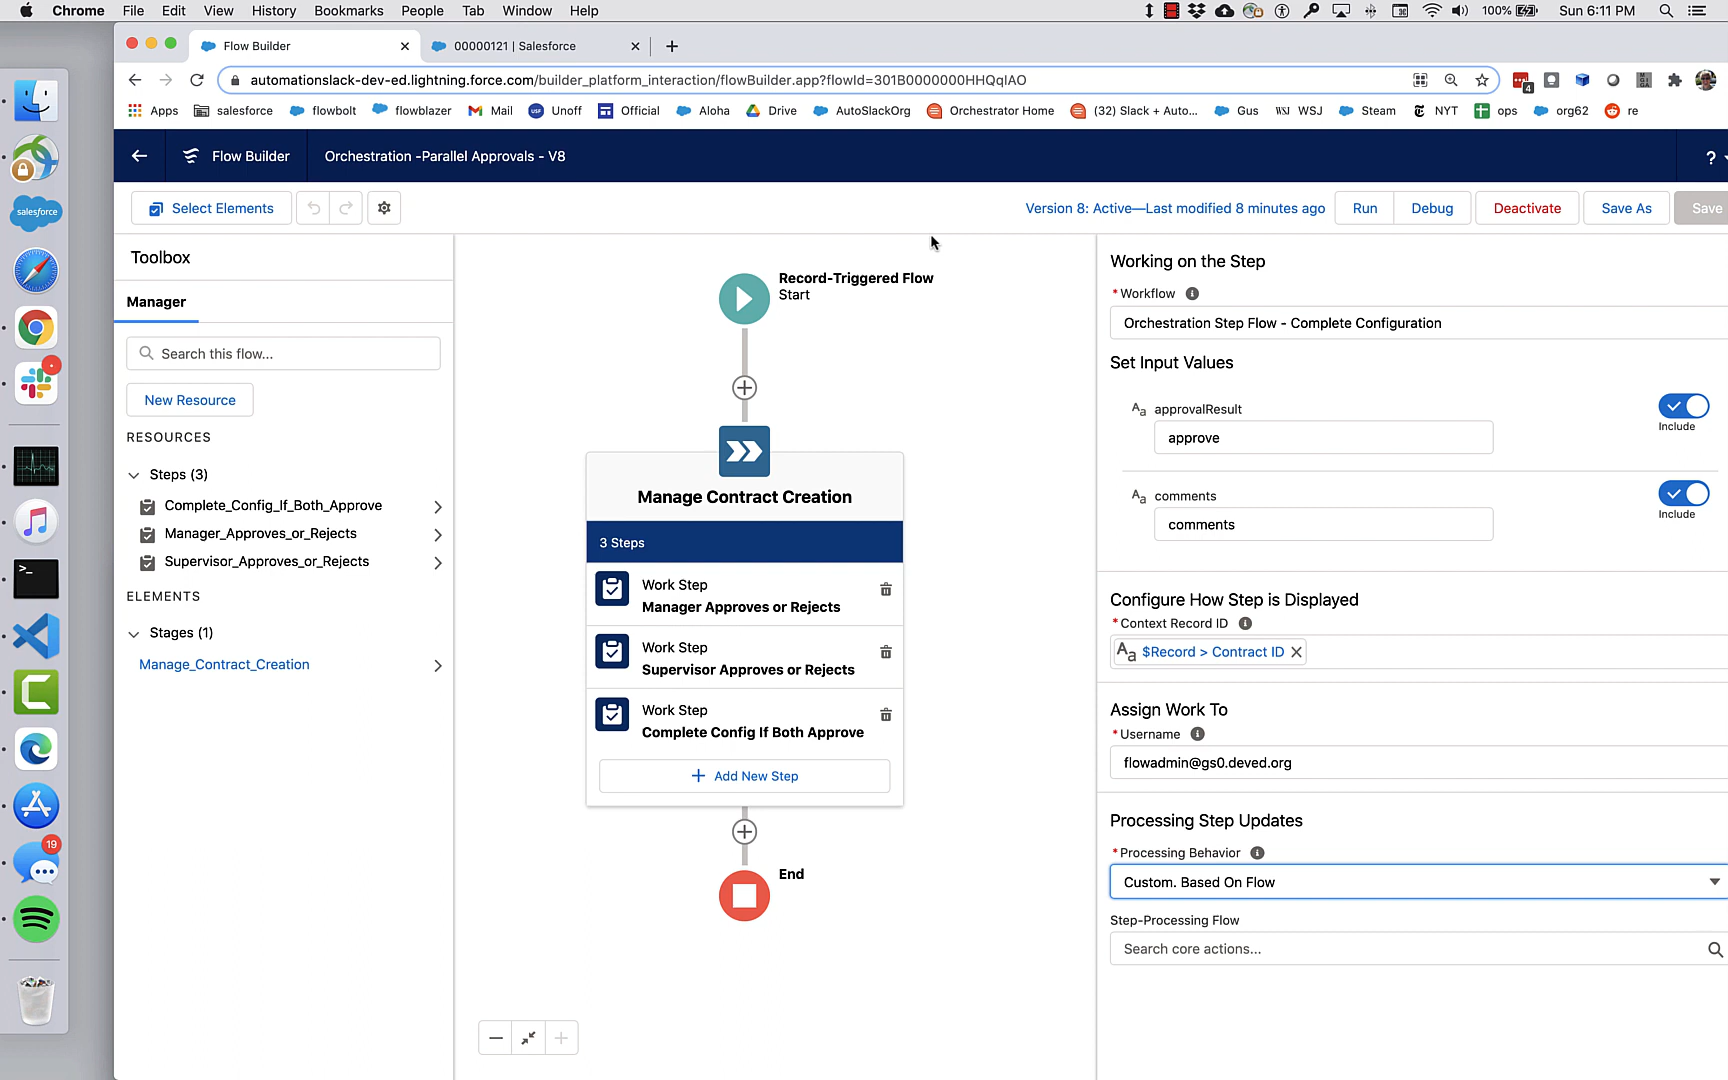 Chrome File Edit View History Bookmarks People Tab Window Help
100% Sun 6:11 PM
Flow Builder
00000121 | Salesforce
automationslack-dev-ed.lightning.force.com/builder_platform_interaction/flowBuilder.app?flowId=301B0000000HHQqIAO
4
Apps salesforce flowbolt flowblazer Mail Unoff Official Aloha Drive AutoSlackOrg Orchestrator Home (32) Slack + Auto... Gus WSJ WSJ Steam NYT ops org62 re
Flow Builder
Orchestration -Parallel Approvals - V8
?
Select Elements
Version 8: Active—Last modified 8 minutes ago
Run
Debug
Deactivate
Save As
Save
salesforce
19
Toolbox
Manager
Search this flow...
New Resource
RESOURCES
Steps (3)
Complete_Config_If_Both_Approve
Manager_Approves_or_Rejects
Supervisor_Approves_or_Rejects
ELEMENTS
Stages (1)
Manage_Contract_Creation
Record-Triggered Flow
Start
Manage Contract Creation
3 Steps
Work Step
Manager Approves or Rejects
Work Step
Supervisor Approves or Rejects
Work Step
Complete Config If Both Approve
+ Add New Step
End
Working on the Step
* Workflow
Orchestration Step Flow - Complete Configuration
Set Input Values
Aa approvalResult
approve
Include
Aa comments
comments
Include
Configure How Step is Displayed
* Context Record ID
Aa $Record > Contract ID
Assign Work To
* Username
flowadmin@gs0.deved.org
Processing Step Updates
* Processing Behavior
Custom. Based On Flow
Step-Processing Flow
Search core actions...